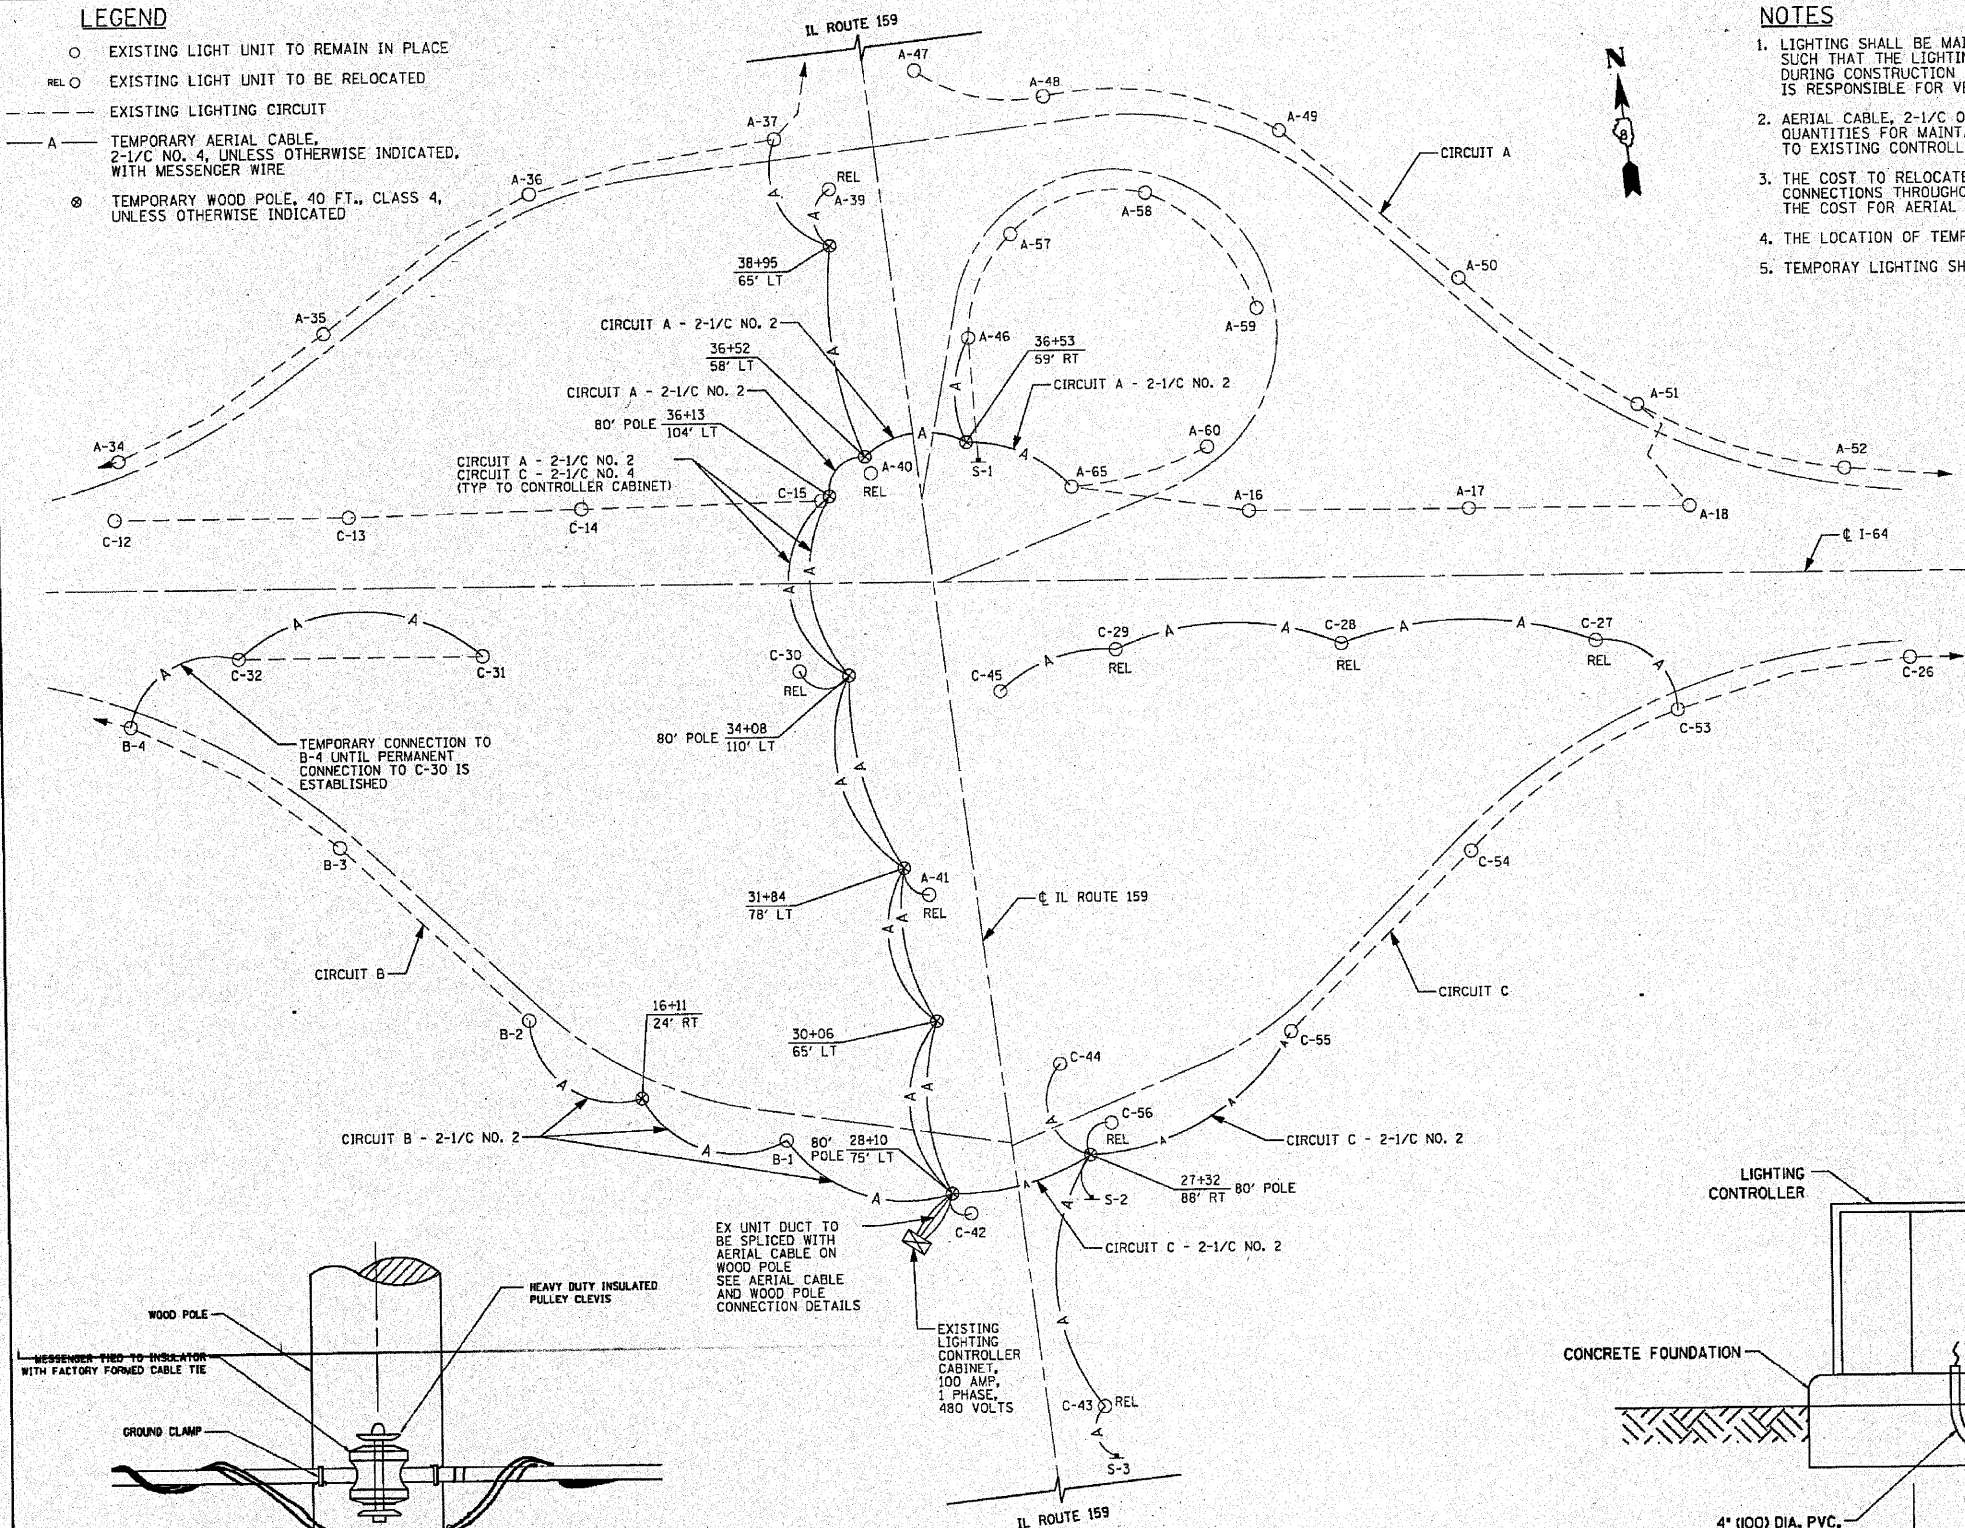 LEGEND
EXISTING LIGHT UNIT TO REMAIN IN PLACE
REL
EXISTING LIGHT UNIT TO BE RELOCATED
EXISTING LIGHTING CIRCUIT
A
TEMPORARY AERIAL CABLE,
2-1/C NO. 4, UNLESS OTHERWISE INDICATED,
WITH MESSENGER WIRE
TEMPORARY WOOD POLE, 40 FT., CLASS 4,
UNLESS OTHERWISE INDICATED
NOTES
1. LIGHTING SHALL BE MAI
SUCH THAT THE LIGHTIN
DURING CONSTRUCTION
IS RESPONSIBLE FOR VE
2. AERIAL CABLE, 2-1/C O
QUANTITIES FOR MAINT
TO EXISTING CONTROLL
3. THE COST TO RELOCATE
CONNECTIONS THROUGHO
THE COST FOR AERIAL
4. THE LOCATION OF TEMP
5. TEMPORAY LIGHTING SH
N
8
IL ROUTE 159
A-47
A-48
A-49
CIRCUIT A
A-37
A-36
REL
A-39
A
A
A-58
A-57
A-50
38+95
65' LT
A-35
CIRCUIT A - 2-1/C NO. 2
A-59
36+52
58' LT
A
A-46
36+53
59' RT
CIRCUIT A - 2-1/C NO. 2
A
CIRCUIT A - 2-1/C NO. 2
80' POLE
36+13
104' LT
A
A
A-60
A-51
A-34
CIRCUIT A - 2-1/C NO. 2
CIRCUIT C - 2-1/C NO. 4
(TYP TO CONTROLLER CABINET)
A-40
REL
S-1
A-65
A-52
C-15
A-16
A-17
A-18
C-12
C-13
C-14
℄ I-64
A
A
A
A
C-32
C-31
A
C-30
REL
C-45
A
C-29
REL
A
A
C-28
REL
A
A
C-27
REL
A
C-26
B-4
C-53
80' POLE
34+08
110' LT
TEMPORARY CONNECTION TO
B-4 UNTIL PERMANENT
CONNECTION TO C-30 IS
ESTABLISHED
A
A
B-3
C-54
A-41
REL
31+84
78' LT
A
A
℄ IL ROUTE 159
CIRCUIT B
CIRCUIT C
16+11
24' RT
B-2
30+06
65' LT
C-44
A
C-55
A
A
A
A
C-56
REL
A
A
CIRCUIT B - 2-1/C NO. 2
A
B-1
80'
POLE
28+10
75' LT
A
CIRCUIT C - 2-1/C NO. 2
A
A
27+32
88' RT
80' POLE
S-2
C-42
EX UNIT DUCT TO
BE SPLICED WITH
AERIAL CABLE ON
WOOD POLE
SEE AERIAL CABLE
AND WOOD POLE
CONNECTION DETAILS
CIRCUIT C - 2-1/C NO. 2
A
EXISTING
LIGHTING
CONTROLLER
CABINET,
100 AMP,
1 PHASE,
480 VOLTS
C-43
REL
A
S-3
IL ROUTE 159
WOOD POLE
HEAVY DUTY INSULATED
PULLEY CLEVIS
MESSENGER TIED TO INSULATOR
WITH FACTORY FORMED CABLE TIE
GROUND CLAMP
LIGHTING
CONTROLLER
CONCRETE FOUNDATION
4" (100) DIA. PVC.